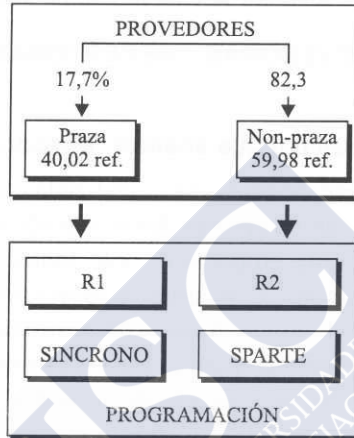 PROVEDORES
17,7% 82,3
Praza Non-praza
40,02 ref. 59,98 ref.
R1 R2
SINCRONO SPARTE
PROGRAMACIÓN